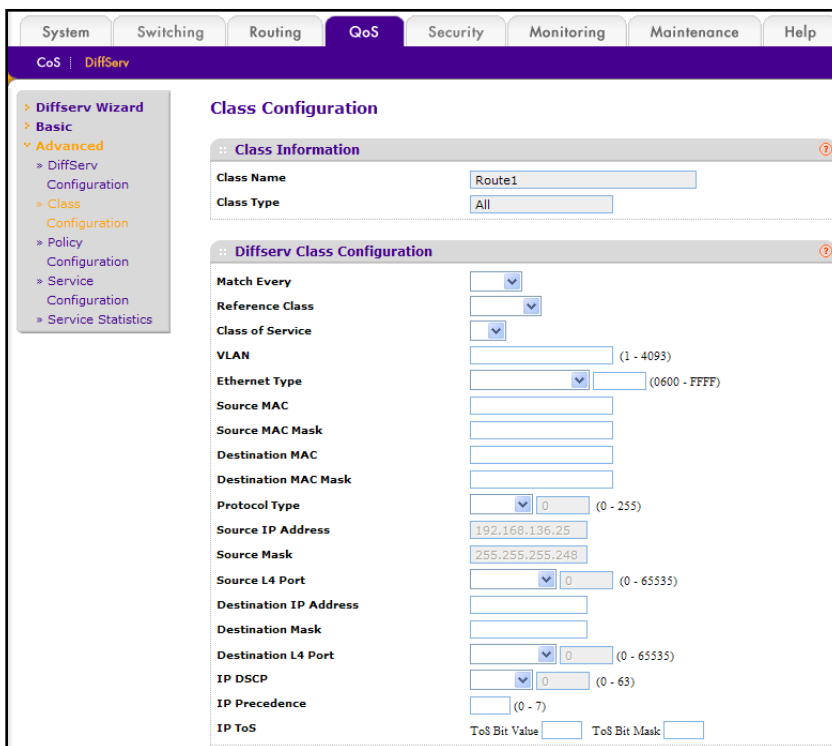 System Switching Routing QoS Security Monitoring Maintenance Help
CoS | DiffServ
Diffserv Wizard
Basic
Advanced
» DiffServ
Configuration
» Class
Configuration
» Policy
Configuration
» Service
Configuration
» Service Statistics
Class Configuration
:: Class Information ?
Class Name Route1
Class Type All
:: Diffserv Class Configuration ?
Match Every
Reference Class
Class of Service
VLAN (1 - 4093)
Ethernet Type (0600 - FFFF)
Source MAC
Source MAC Mask
Destination MAC
Destination MAC Mask
Protocol Type 0 (0 - 255)
Source IP Address 192.168.136.25
Source Mask 255.255.255.248
Source L4 Port 0 (0 - 65535)
Destination IP Address
Destination Mask
Destination L4 Port 0 (0 - 65535)
IP DSCP 0 (0 - 63)
IP Precedence (0 - 7)
IP ToS ToS Bit Value ToS Bit Mask